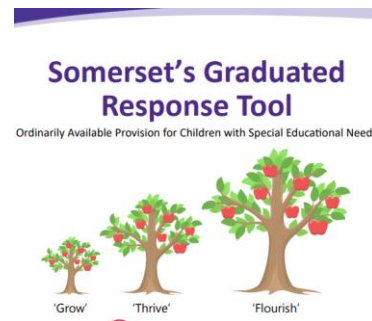 Somerset's Graduated
Response Tool
Ordinarily Available Provision for Children with Special Educational Need
'Grow' 'Thrive' 'Flourish'